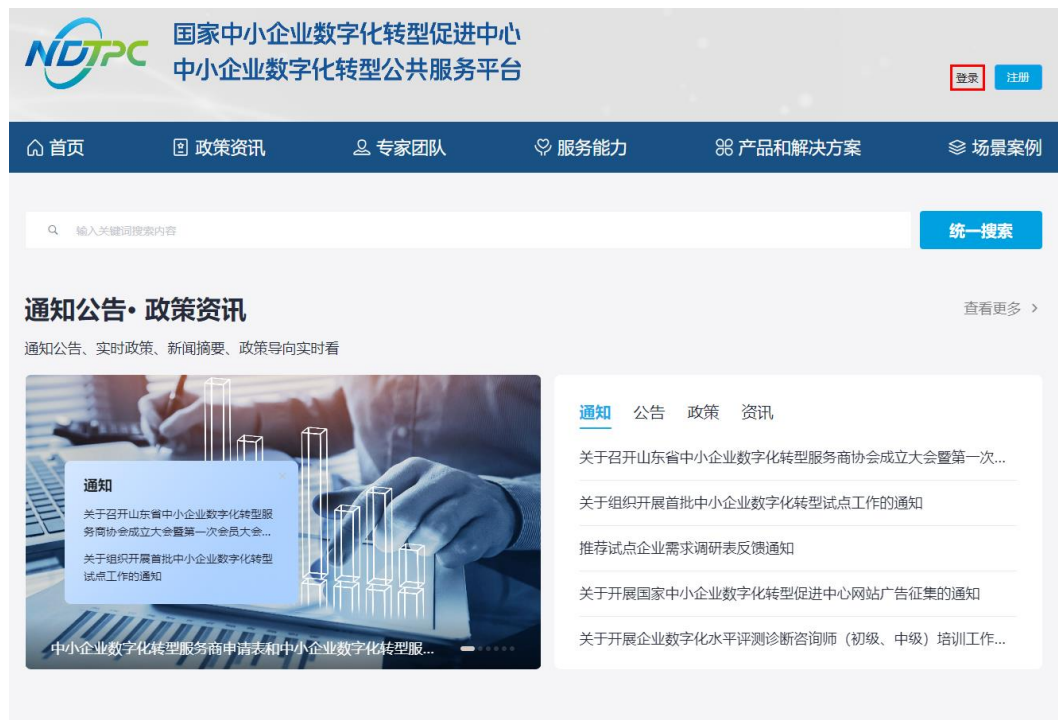 NDTPC
国家中小企业数字化转型促进中心
中小企业数字化转型公共服务平台
登录
注册
首页
政策资讯
专家团队
服务能力
产品和解决方案
场景案例
输入关键词搜索内容
统一搜索
通知公告• 政策资讯
查看更多 >
通知公告、实时政策、新闻摘要、政策导向实时看
通知
关于召开山东省中小企业数字化转型服
务商协会成立大会暨第一次会员大会...
关于组织开展首批中小企业数字化转型
试点工作的通知
中小企业数字化转型服务商申请表和中小企业数字化转型服...
通知 公告 政策 资讯
关于召开山东省中小企业数字化转型服务商协会成立大会暨第一次...
关于组织开展首批中小企业数字化转型试点工作的通知
推荐试点企业需求调研表反馈通知
关于开展国家中小企业数字化转型促进中心网站广告征集的通知
关于开展企业数字化水平评测诊断咨询师（初级、中级）培训工作...